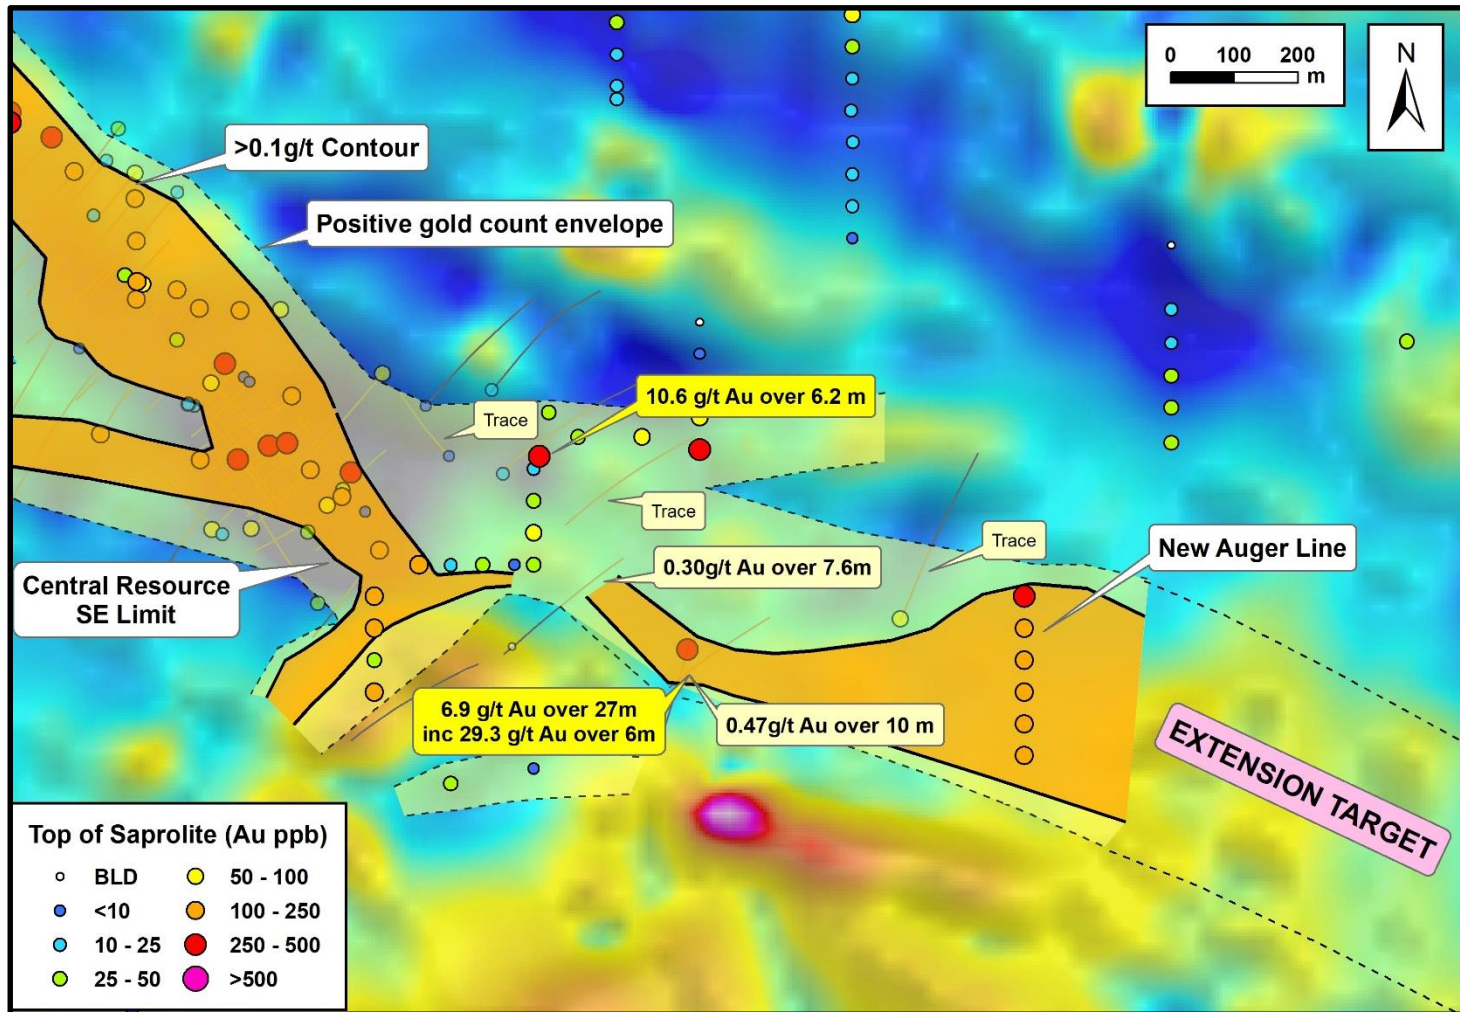 0 100 200
m
N
>0.1g/t Contour
Positive gold count envelope
10.6 g/t Au over 6.2 m
Trace
Trace
Trace
New Auger Line
0.30g/t Au over 7.6m
Central Resource
SE Limit
6.9 g/t Au over 27m
inc 29.3 g/t Au over 6m
0.47g/t Au over 10 m
EXTENSION TARGET
Top of Saprolite (Au ppb)
BLD
<10
10 - 25
25 - 50
50 - 100
100 - 250
250 - 500
>500